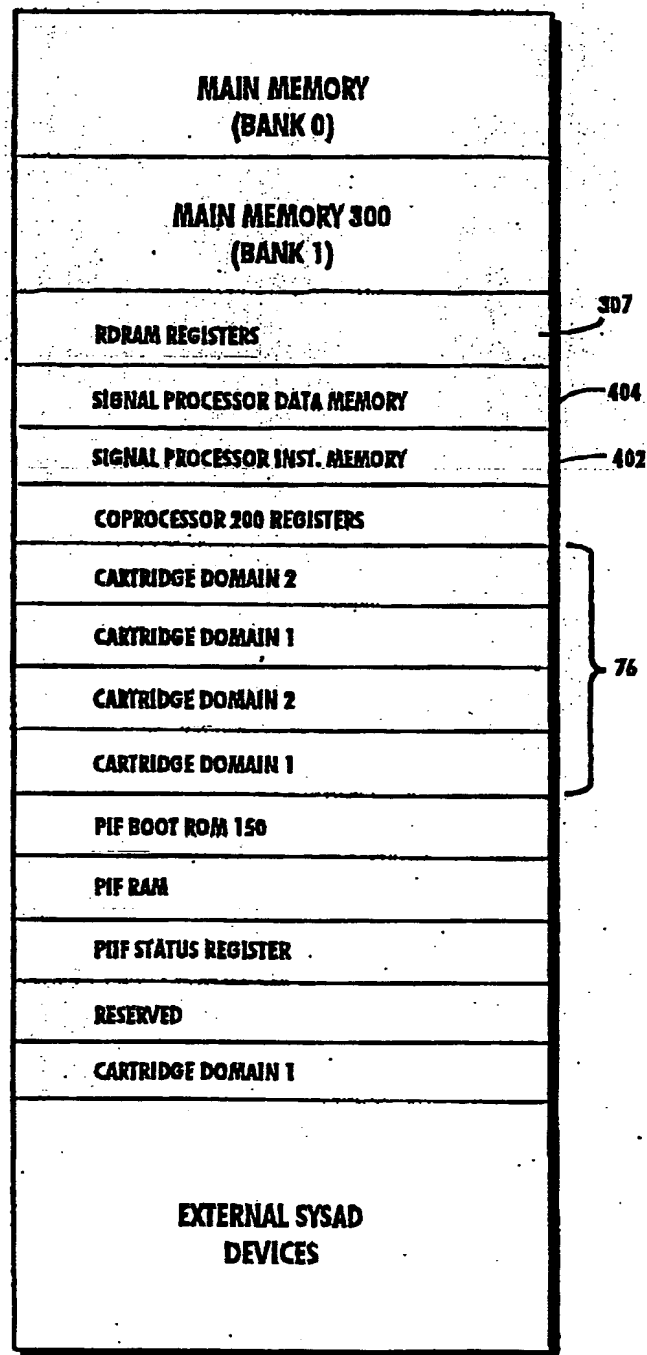 MAIN MEMORY
(BANK 0)
MAIN MEMORY 300
(BANK 1)
RDRAM REGISTERS
307
SIGNAL PROCESSOR DATA MEMORY
404
SIGNAL PROCESSOR INST. MEMORY
402
COPROCESSOR 200 REGISTERS
CARTRIDGE DOMAIN 2
CARTRIDGE DOMAIN 1
76
CARTRIDGE DOMAIN 2
CARTRIDGE DOMAIN 1
PIF BOOT ROM 150
PIF RAM
PIIF STATUS REGISTER
RESERVED
CARTRIDGE DOMAIN 1
EXTERNAL SYSAD
DEVICES